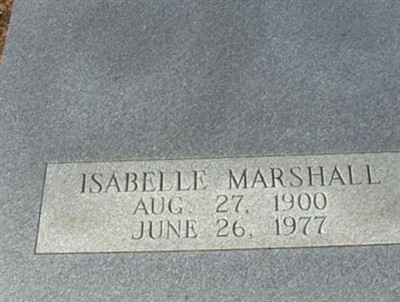 ISABELLE MARSHALL
AUG. 27, 1900
JUNE 26, 1977